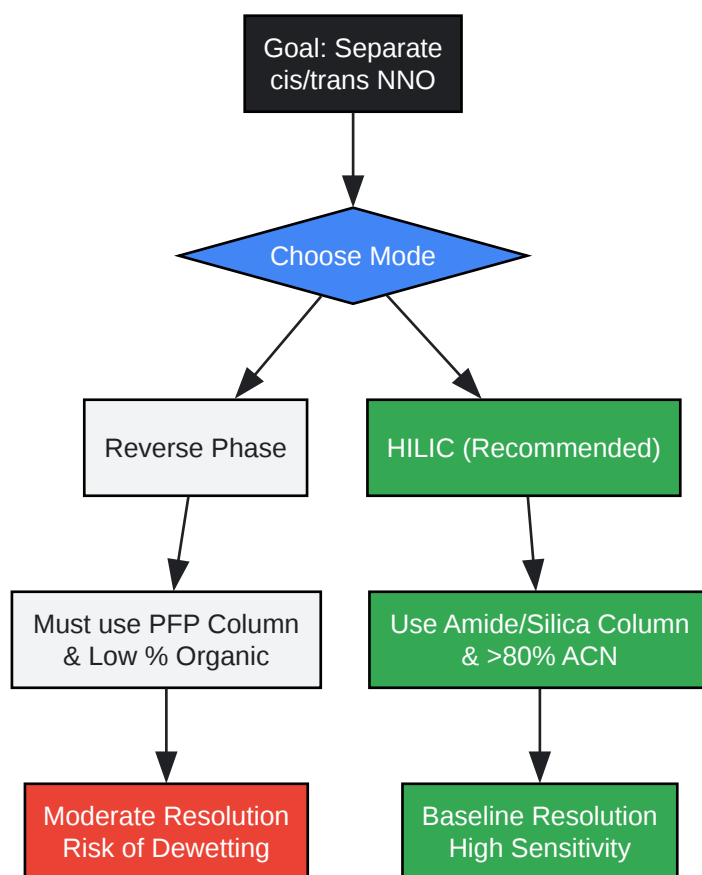 Goal: Separate
cis/trans NNO
Choose Mode
Reverse Phase
HILIC (Recommended)
Must use PFP Column
& Low % Organic
Use Amide/Silica Column
& >80% ACN
Moderate Resolution
Risk of Dewetting
Baseline Resolution
High Sensitivity